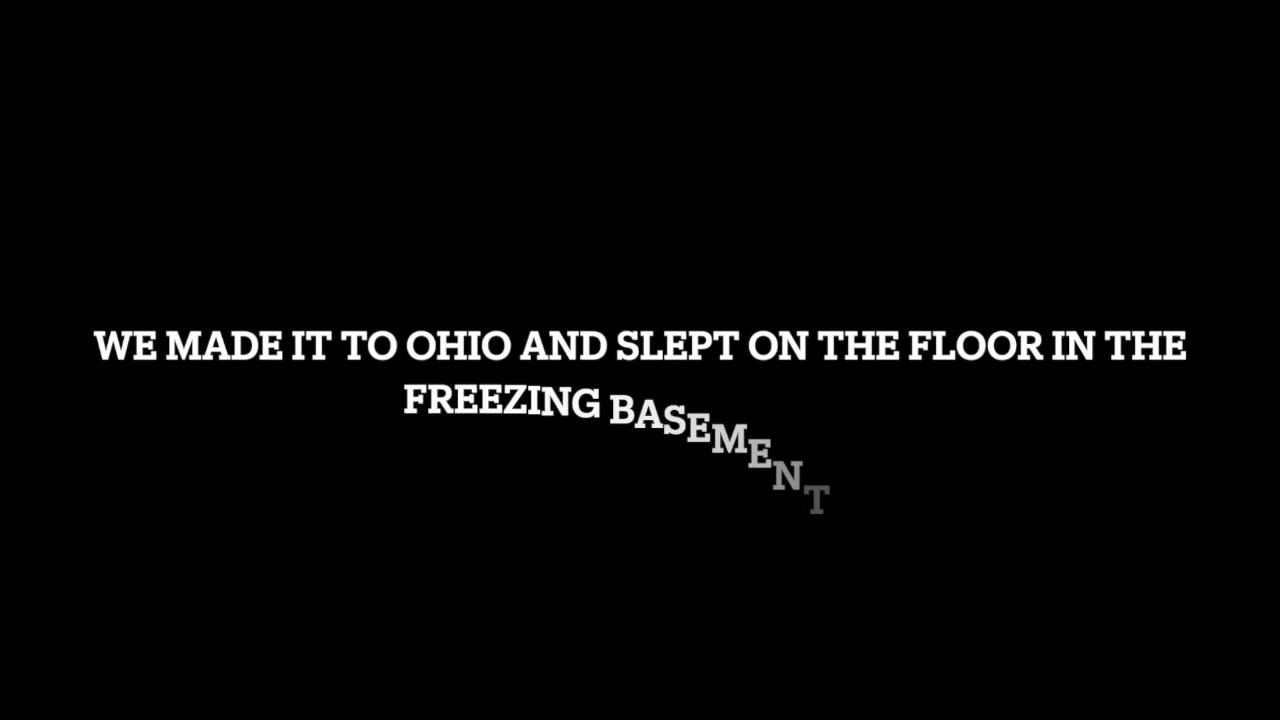 WE MADE IT TO OHIO AND SLEPT ON THE FLOOR IN THE
FREEZING BASEMENT